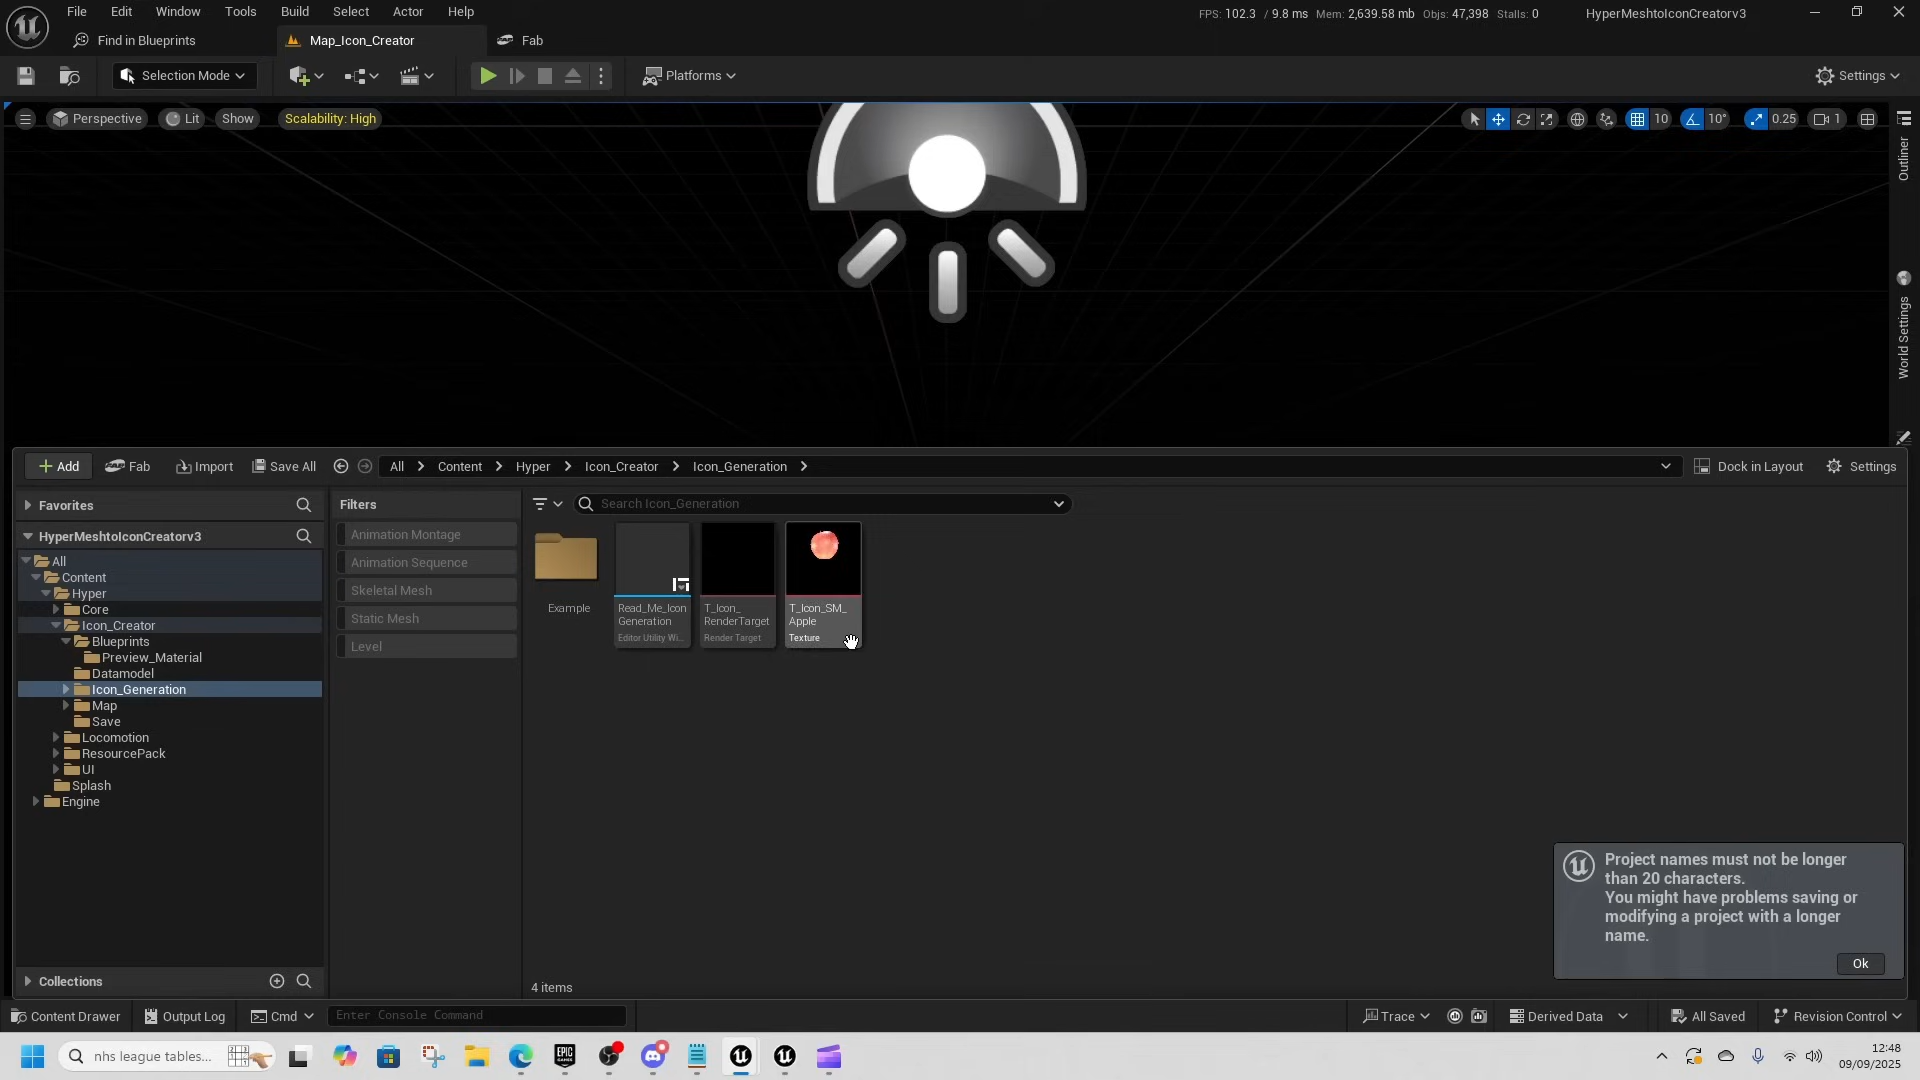 File Edit Window Tools Build Select Actor Help
FPS: 102.3 / 9.8 ms Mem: 2,639.58 mb Objs: 47,398 Stalls: 0
HyperMeshtoIconCreatorv3
Find in Blueprints
Map_Icon_Creator
Fab
Selection Mode
Platforms
Settings
Perspective
Lit
Show
Scalability: High
10
10°
0.25
1
Outliner
World Settings
Add
Fab
Import
Save All
All
Content
Hyper
Icon_Creator
Icon_Generation
Dock in Layout
Settings
Favorites
HyperMeshtoIconCreatorv3
All
Content
Hyper
Core
Icon_Creator
Blueprints
Preview_Material
Datamodel
Icon_Generation
Map
Save
Locomotion
ResourcePack
UI
Splash
Engine
Collections
Filters
Animation Montage
Animation Sequence
Skeletal Mesh
Static Mesh
Level
Search Icon_Generation
Example
Read_Me_Icon
Generation
Editor Utility Wi...
T_Icon_
RenderTarget
Render Target
T_Icon_SM_
Apple
Texture
4 items
Project names must not be longer
than 20 characters.
You might have problems saving or
modifying a project with a longer
name.
Ok
Content Drawer
Output Log
Cmd
Enter Console Command
Trace
Derived Data
All Saved
Revision Control
nhs league tables...
EPIC
GAMES
12:48
09/09/2025